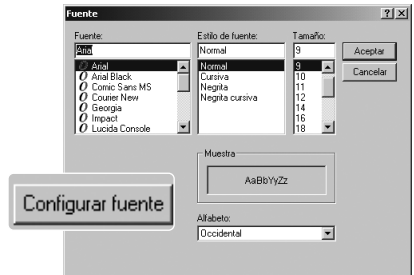 Fuente
Fuente: Estilo de fuente: Tamaño:
Arial Normal 9 Aceptar
Arial Normal 9 Cancelar
Arial Black Cursiva 10
Comic Sans MS Negrita 11
Courier New Negrita cursiva 12
Georgia 14
Impact 16
Lucida Console 18
Muestra
AaBbYyZz
Configurar fuente
Alfabeto:
Occidental